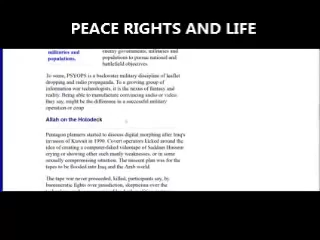 PEACE RIGHTS AND LIFE
militaries and
populations.
enemy governments, militaries and
populations to pursue national and
battlefield objectives.
To some, PSYOPS is a backwater military discipline of leaflet
dropping and radio propaganda. To a growing group of
information war technologists, it is the nexus of fantasy and
reality. Being able to manufacture convincing audio or video,
they say, might be the difference in a successful military
operation or coup.
Allah on the Holodeck
Pentagon planners started to discuss digital morphing after Iraq's
invasion of Kuwait in 1990. Covert operators kicked around the
idea of creating a computer-faked videotape of Saddam Hussein
crying or showing other such manly weaknesses, or in some
sexually compromising situation. The nascent plan was for the
tapes to be flooded into Iraq and the Arab world.
The tape war never proceeded, killed, participants say, by
bureaucratic fights over jurisdiction, skepticism over the